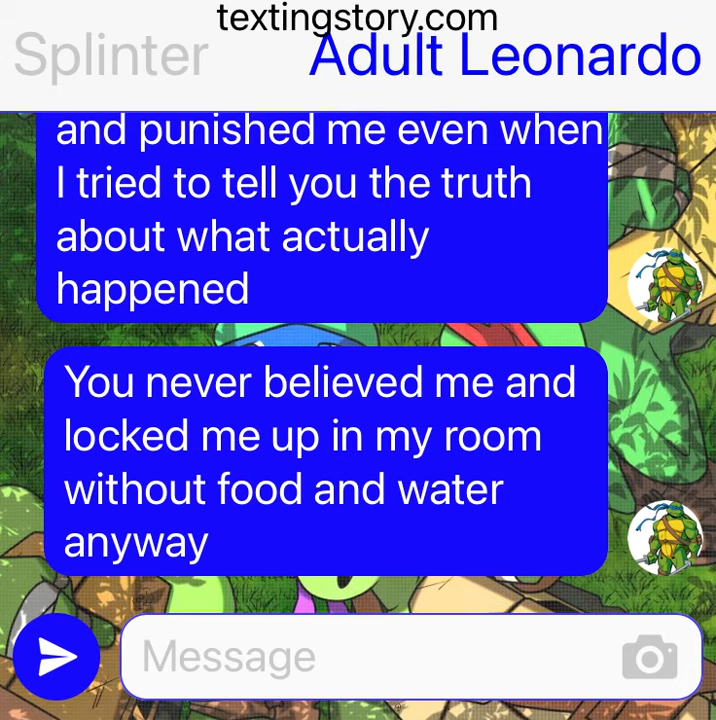 textingstory.com
Splinter Adult Leonardo
and punished me even when
I tried to tell you the truth
about what actually
happened
You never believed me and
locked me up in my room
without food and water
anyway
Message